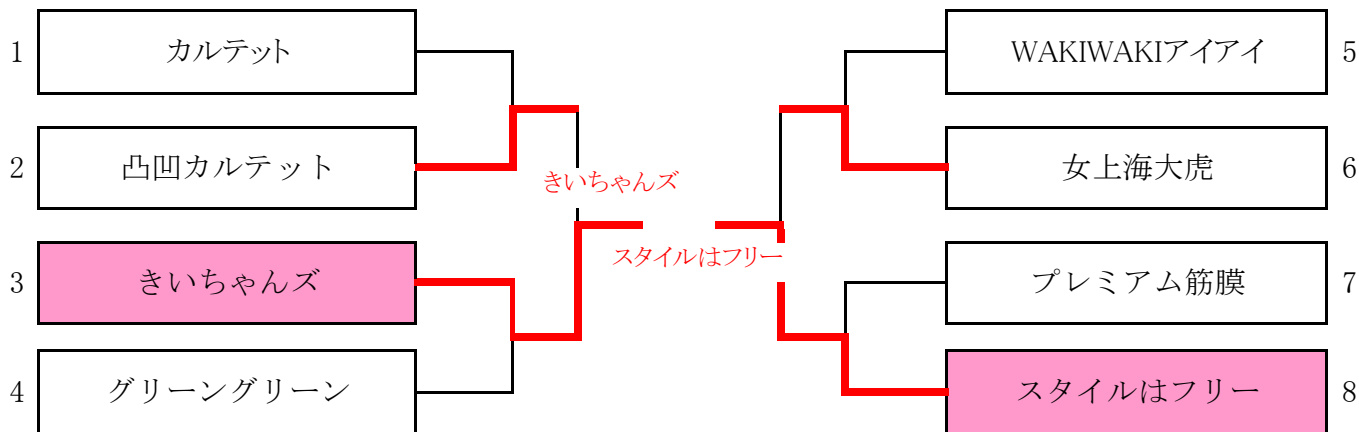 1 カルテット
WAKIWAKIアイアイ 5
2 凸凹カルテット
女上海大虎 6
きいちゃんズ
スタイルはフリー
3 きいちゃんズ
プレミアム筋膜 7
4 グリーングリーン
スタイルはフリー 8